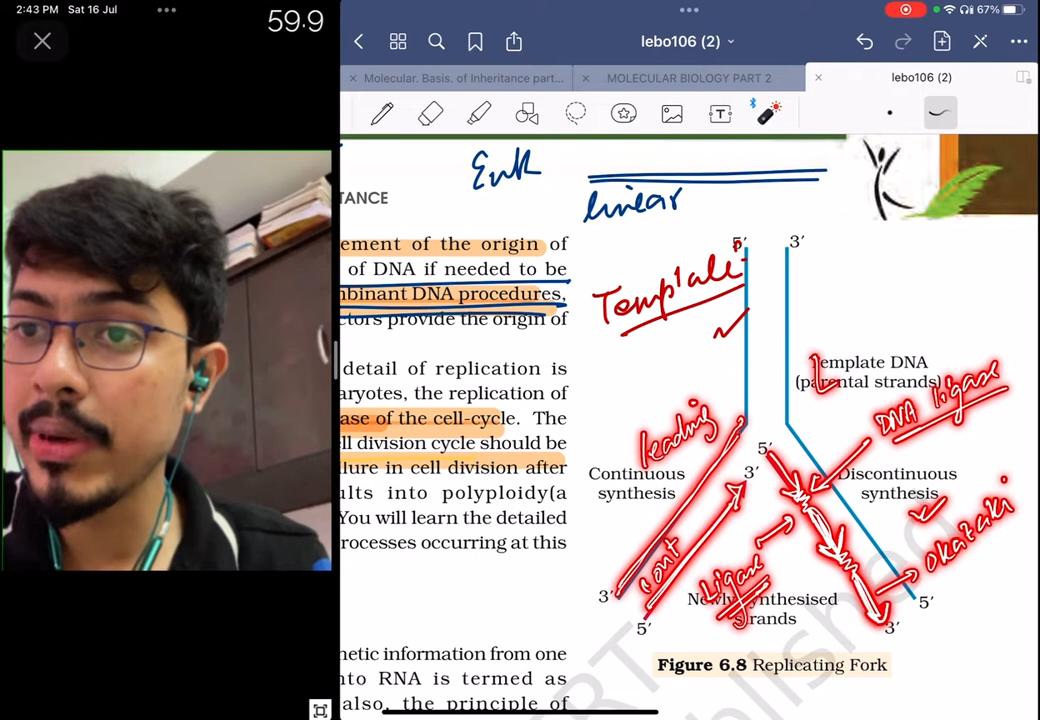 2:43 PM Sat 16 Jul
59.9
67%
lebo106 (2)
Molecular. Basis. of Inheritance part...
MOLECULAR BIOLOGY PART 2
lebo106 (2)
T
TANCE
Euk
linear
ement of the origin of
of DNA if needed to be
mbinant DNA procedures,
ctors provide the origin of
detail of replication is
aryotes, the replication of
ase of the cell-cycle. The
ll division cycle should be
ilure in cell division after
ults into polyploidy(a
You will learn the detailed
rocesses occurring at this
netic information from one
nto RNA is termed as
also, the principle of
5′
3′
Template
Template DNA
(parental strands)
DNA ligase
leading
Continuous
synthesis
5′
3′
Discontinuous
synthesis
okazaki
cont
Ligase
3′
5′
Newly synthesised
strands
5′
3′
Figure 6.8 Replicating Fork
RT
published